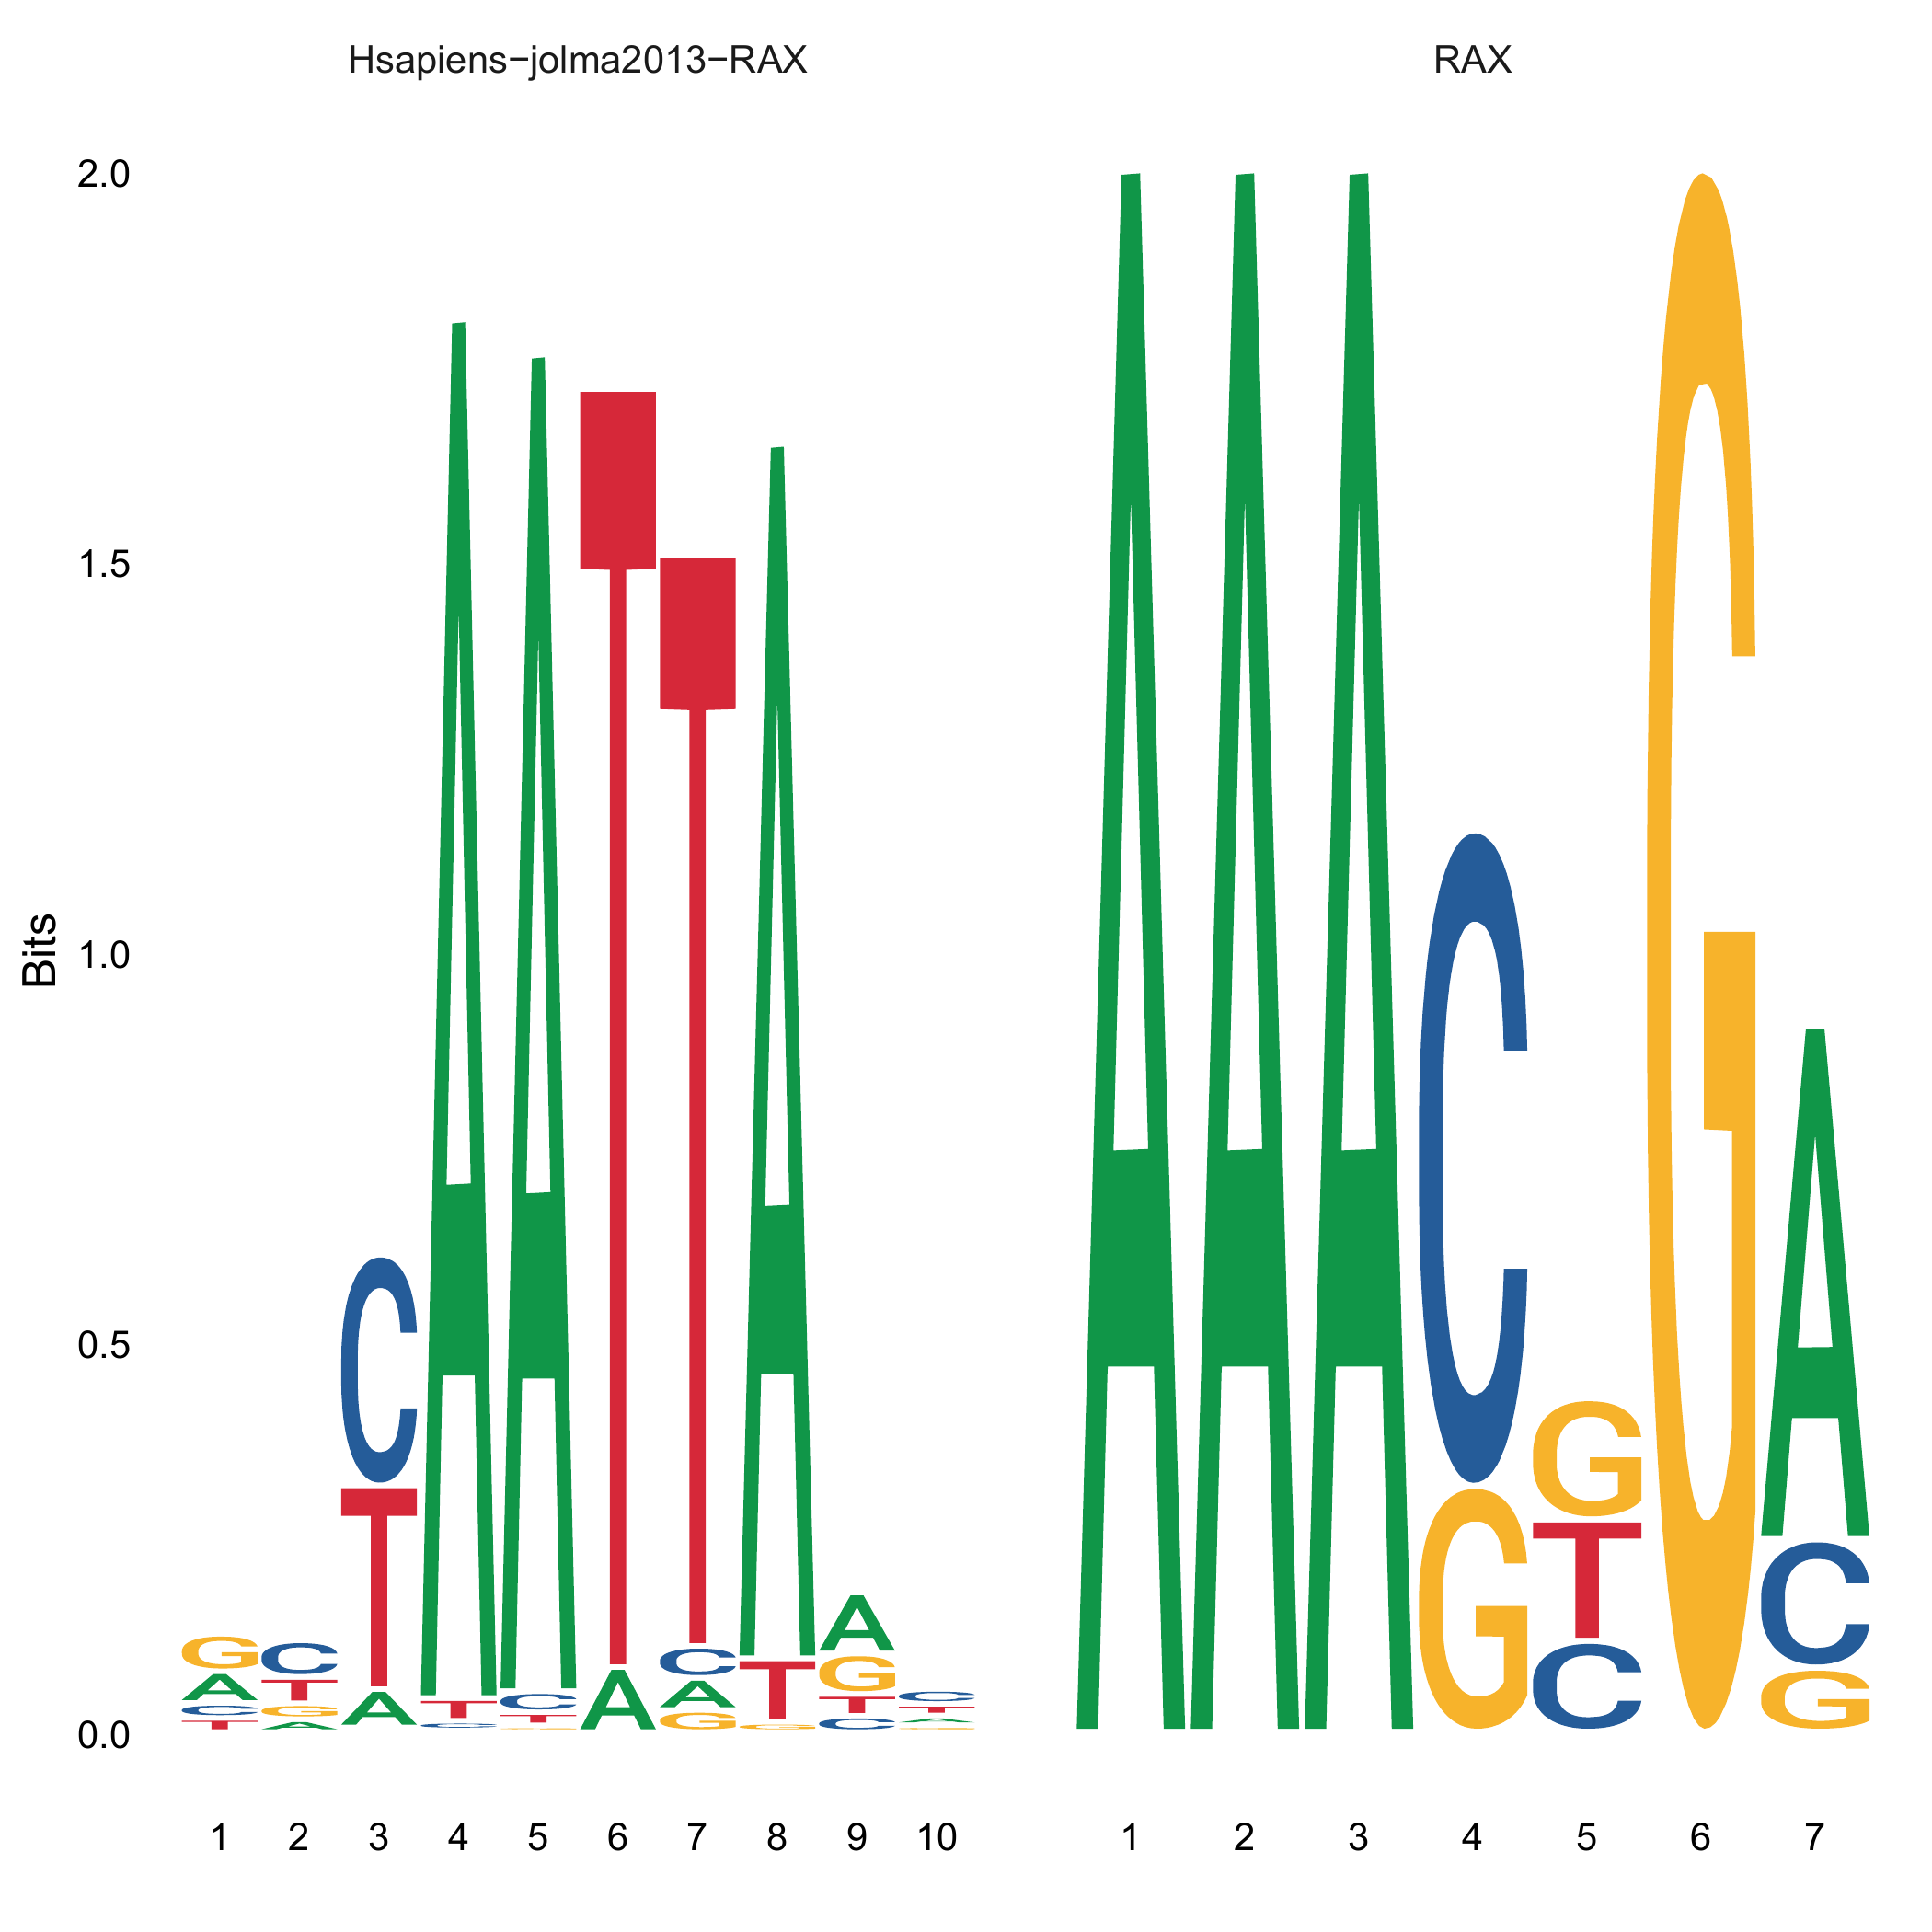 Hsapiens−jolma2013−RAX RAX
2.0
1.5
1.0
0.5
0.0
Bits
G A C T
C T G A
C T A
A T C
A C T G
T A
T C A G
A T G
A G T C
C T A G
A
A
A
C G
G T C
G
A C G
1 2 3 4 5 6 7 8 9 10 1 2 3 4 5 6 7